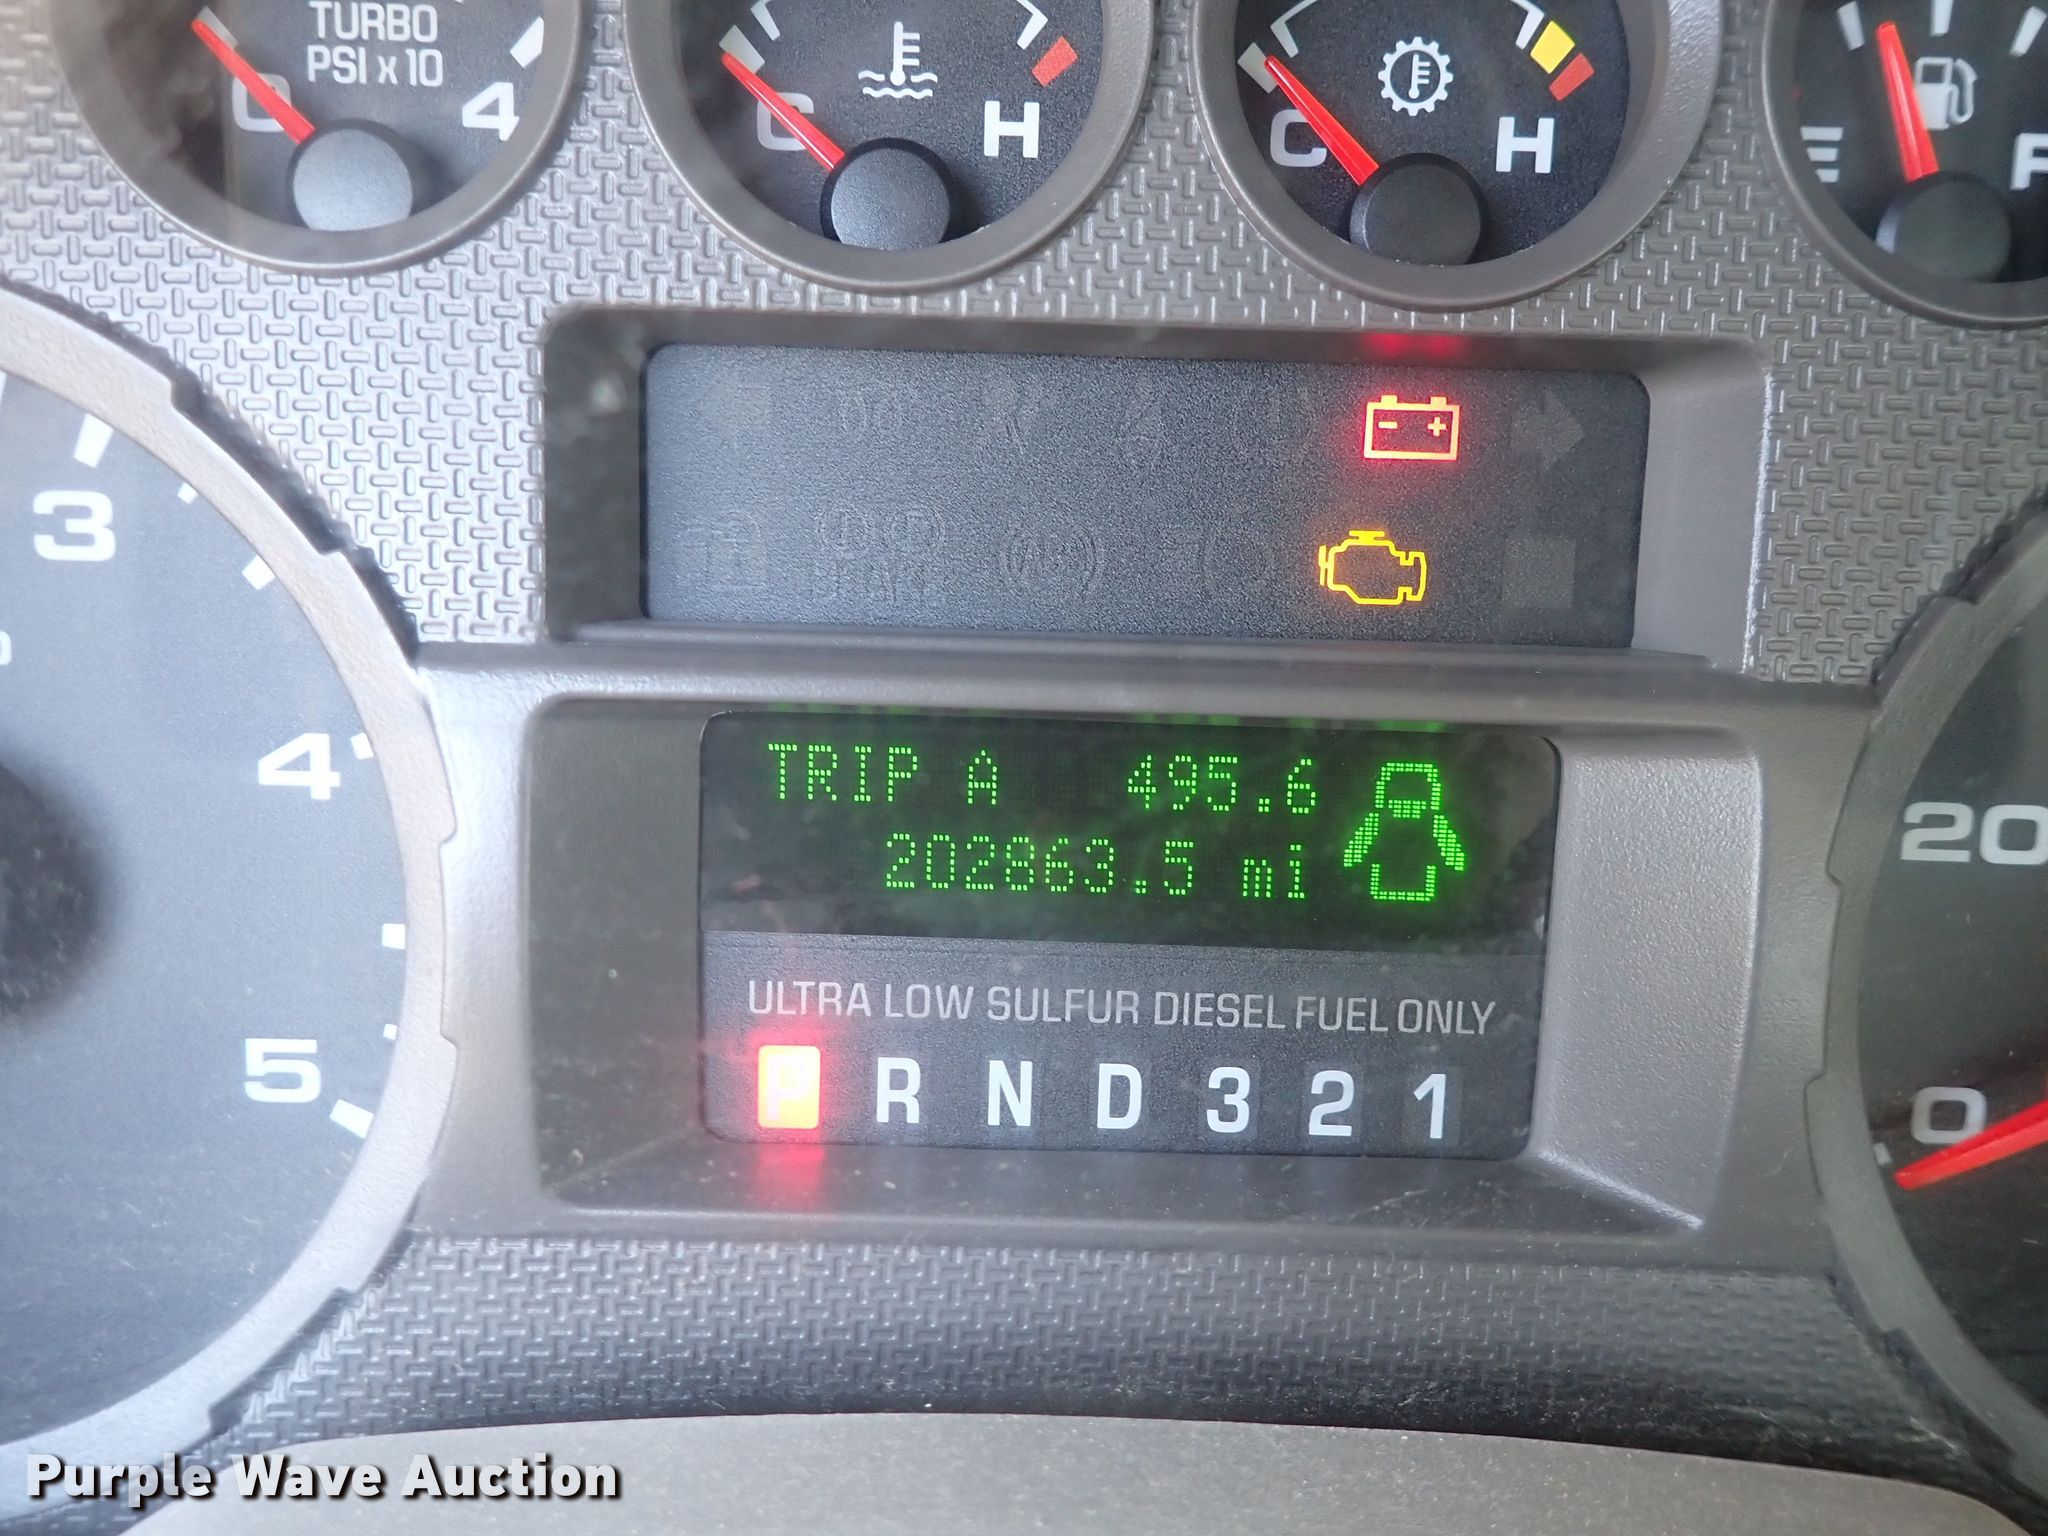 TURBO
PSI x 10
0 4
C H
C H
E F
3
4
5
TRIP A 495.6
202863.5 mi
ULTRA LOW SULFUR DIESEL FUEL ONLY
P R N D 3 2 1
20
0
Purple Wave Auction